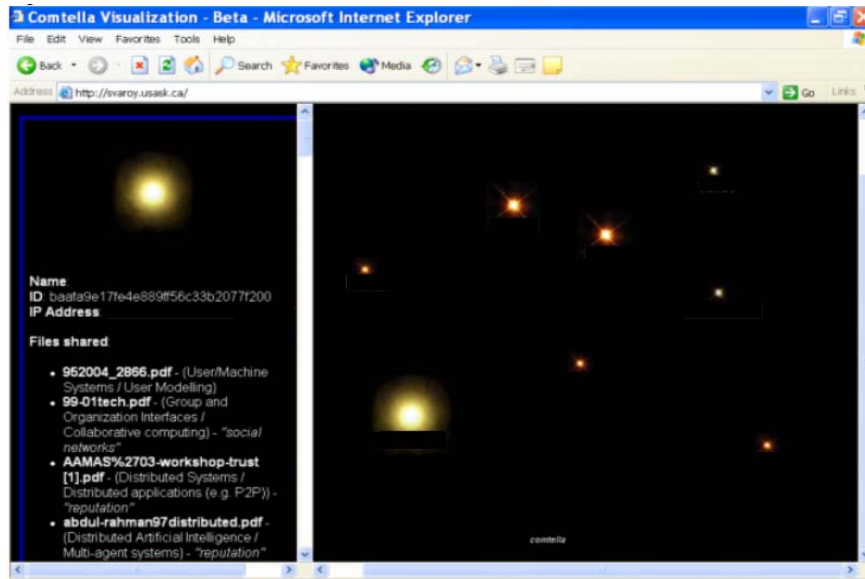 Comtella Visualization - Beta - Microsoft Internet Explorer
File Edit View Favorites Tools Help
Back Search Favorites Media
Address http://svaroy.usask.ca/ Go Links
Name:
ID: baafa9e17fe4e889ff56c33b2077f200
IP Address:
Files shared:
952004_2866.pdf - (User/Machine
Systems / User Modelling)
99-01tech.pdf - (Group and
Organization Interfaces /
Collaborative computing) - "social
networks"
AAMAS%2703-workshop-trust
[1].pdf - (Distributed Systems /
Distributed applications (e.g. P2P)) -
"reputation"
abdul-rahman97distributed.pdf -
(Distributed Artificial Intelligence /
Multi-agent systems) - "reputation"
comtella